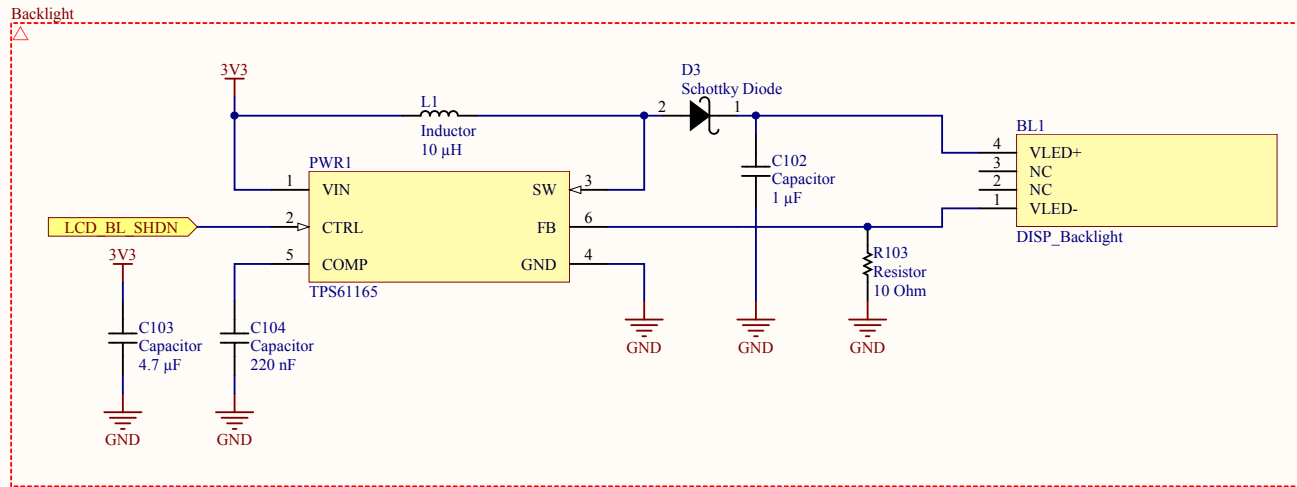 Backlight
3V3
L1
Inductor
10 µH
D3
Schottky Diode
2
1
C102
Capacitor
1 µF
BL1
4
VLED+
3
NC
2
NC
1
VLED-
DISP_Backlight
PWR1
1
VIN
SW
3
LCD_BL_SHDN
2
CTRL
FB
6
5
COMP
GND
4
TPS61165
R103
Resistor
10 Ohm
3V3
C103
Capacitor
4.7 µF
C104
Capacitor
220 nF
GND
GND
GND
GND
GND